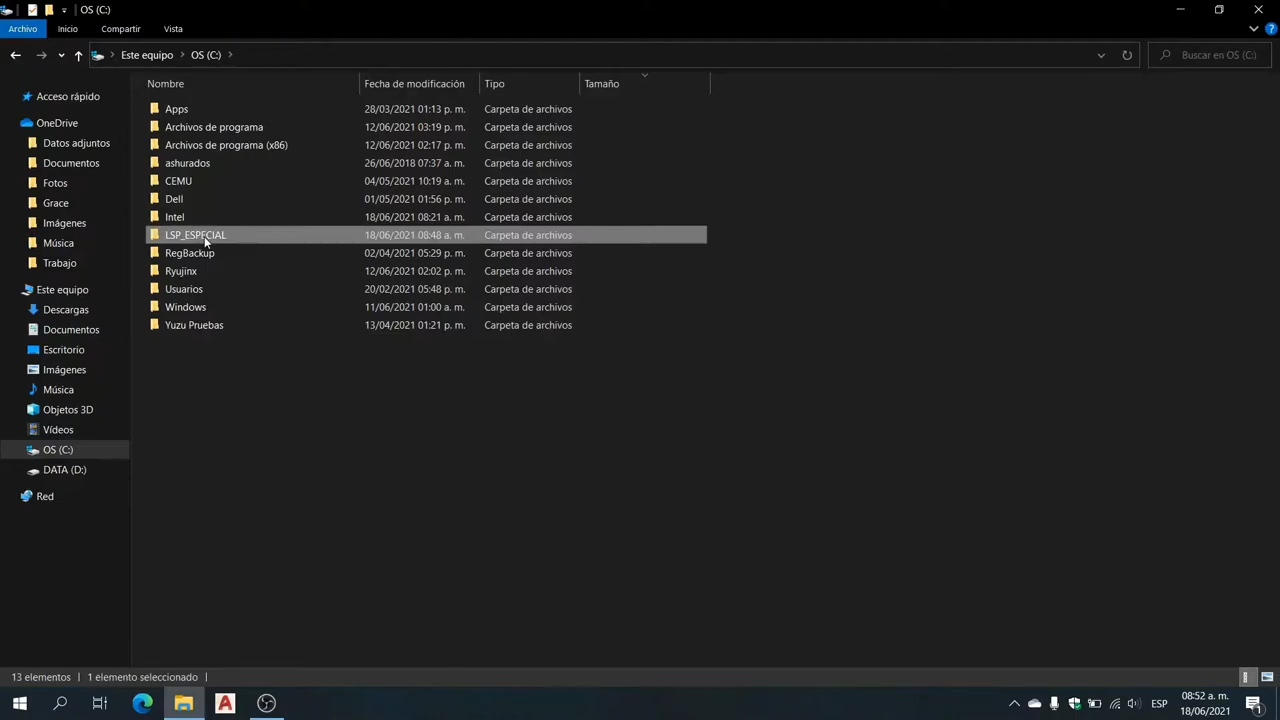 OS (C:)
Archivo Inicio Compartir Vista
Este equipo OS (C:) Buscar en OS (C:)
Nombre Fecha de modificación Tipo Tamaño
Acceso rápido
OneDrive
Datos adjuntos
Documentos
Fotos
Grace
Imágenes
Música
Trabajo
Este equipo
Descargas
Documentos
Escritorio
Imágenes
Música
Objetos 3D
Vídeos
OS (C:)
DATA (D:)
Red
Apps 28/03/2021 01:13 p. m. Carpeta de archivos
Archivos de programa 12/06/2021 03:19 p. m. Carpeta de archivos
Archivos de programa (x86) 12/06/2021 02:17 p. m. Carpeta de archivos
ashurados 26/06/2018 07:37 a. m. Carpeta de archivos
CEMU 04/05/2021 10:19 a. m. Carpeta de archivos
Dell 01/05/2021 01:56 p. m. Carpeta de archivos
Intel 18/06/2021 08:21 a. m. Carpeta de archivos
LSP_ESPECIAL 18/06/2021 08:48 a. m. Carpeta de archivos
RegBackup 02/04/2021 05:29 p. m. Carpeta de archivos
Ryujinx 12/06/2021 02:02 p. m. Carpeta de archivos
Usuarios 20/02/2021 05:48 p. m. Carpeta de archivos
Windows 11/06/2021 01:00 a. m. Carpeta de archivos
Yuzu Pruebas 13/04/2021 01:21 p. m. Carpeta de archivos
13 elementos 1 elemento seleccionado
ESP 08:52 a. m.
18/06/2021 1